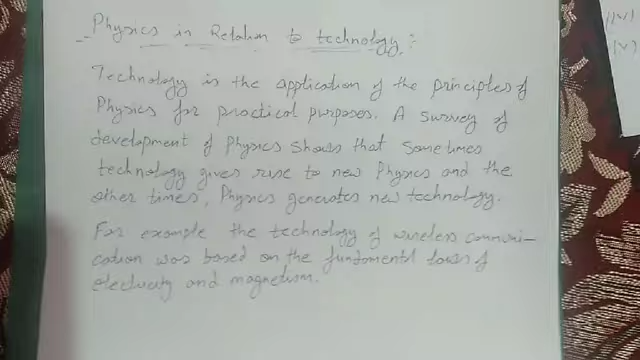 Physics in Relation to technology:
Technology is the application of the principles of
Physics for practical purposes. A survey of
development of Physics shows that sometimes
technology gives rise to new Physics and the
other times, Physics generates new technology.
For example the technology of wireless communi-
cation was based on the fundamental laws of
electricity and magnetism.
(IV)
(V)